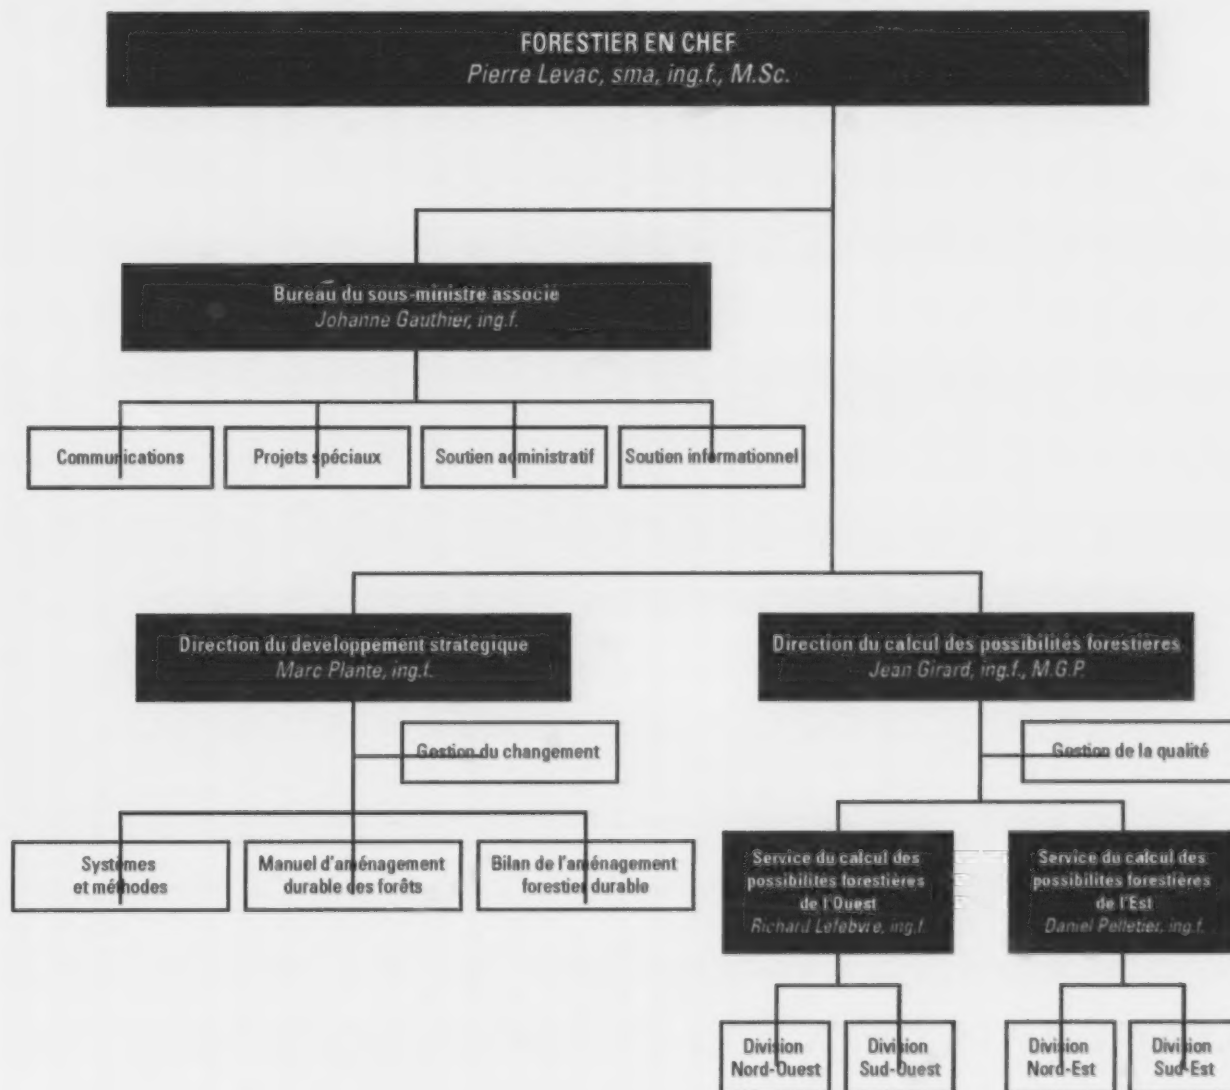 FORESTIER EN CHEF
Pierre Levac, sma, ing.f., M.Sc.
Bureau du sous-ministre associé
Johanne Gauthier, ing.f.
Communications
Projets spéciaux
Soutien administratif
Soutien informationnel
Direction du developpement strategique
Marc Plante, ing.f.
Direction du calcul des possibilités forestières
Jean Girard, ing.f., M.G.P.
Gestion du changement
Gestion de la qualité
Systèmes
et méthodes
Manuel d'aménagement
durable des forêts
Bilan de l'aménagement
forestier durable
Service du calcul des
possibilites forestières
de l'Ouest
Richard Lefebvre, ing.f.
Service du calcul des
possibilites forestières
de l'Est
Daniel Pelletier, ing.f.
Division
Nord-Ouest
Division
Sud-Ouest
Division
Nord-Est
Division
Sud-Est